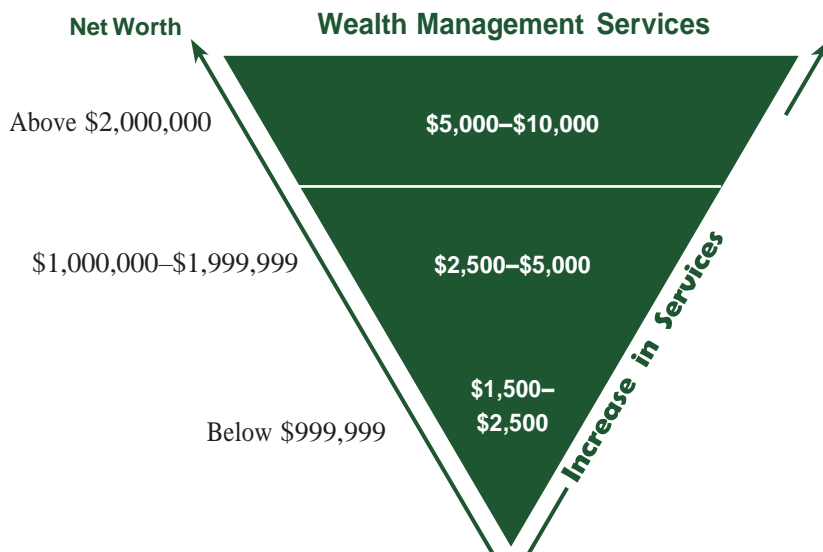 Net Worth
Wealth Management Services
Above $2,000,000
$5,000–$10,000
$1,000,000–$1,999,999
$2,500–$5,000
Below $999,999
$1,500–
$2,500
Increase in Services